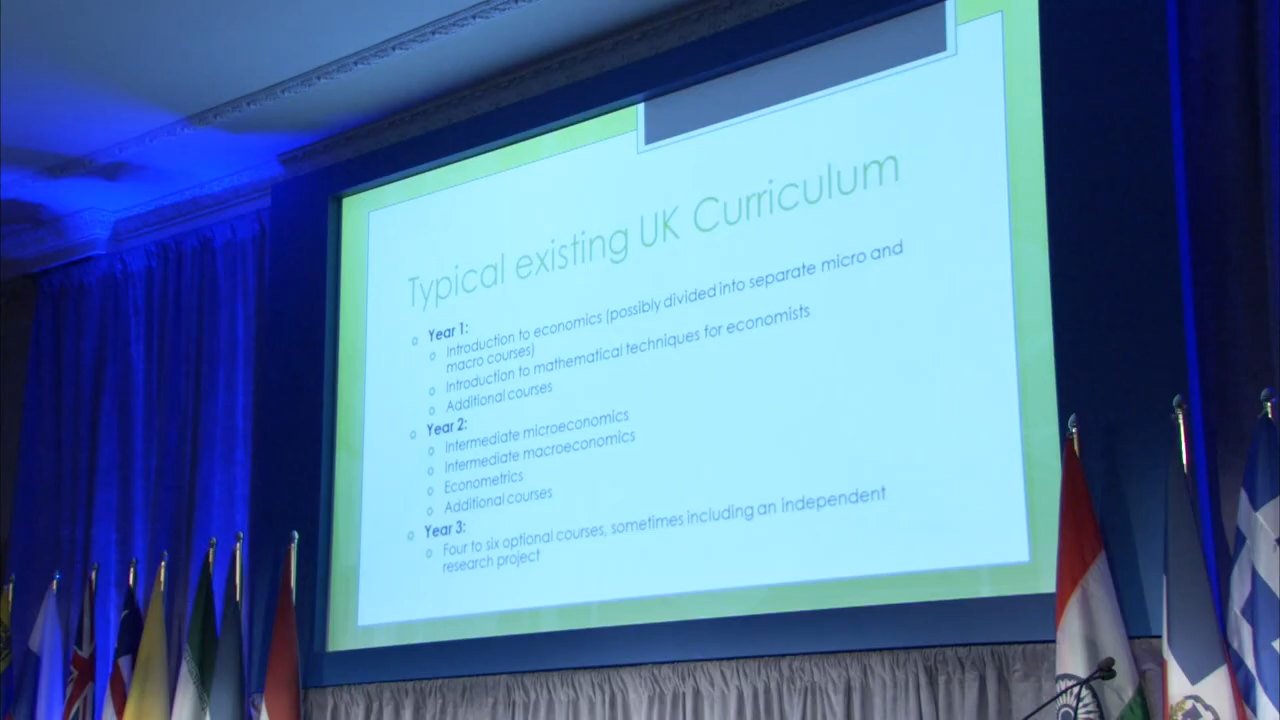 Typical existing UK Curriculum
Year 1:
Introduction to economics (possibly divided into separate micro and
macro courses)
Introduction to mathematical techniques for economists
Additional courses
Year 2:
Intermediate microeconomics
Intermediate macroeconomics
Econometrics
Additional courses
Year 3:
Four to six optional courses, sometimes including an independent
research project